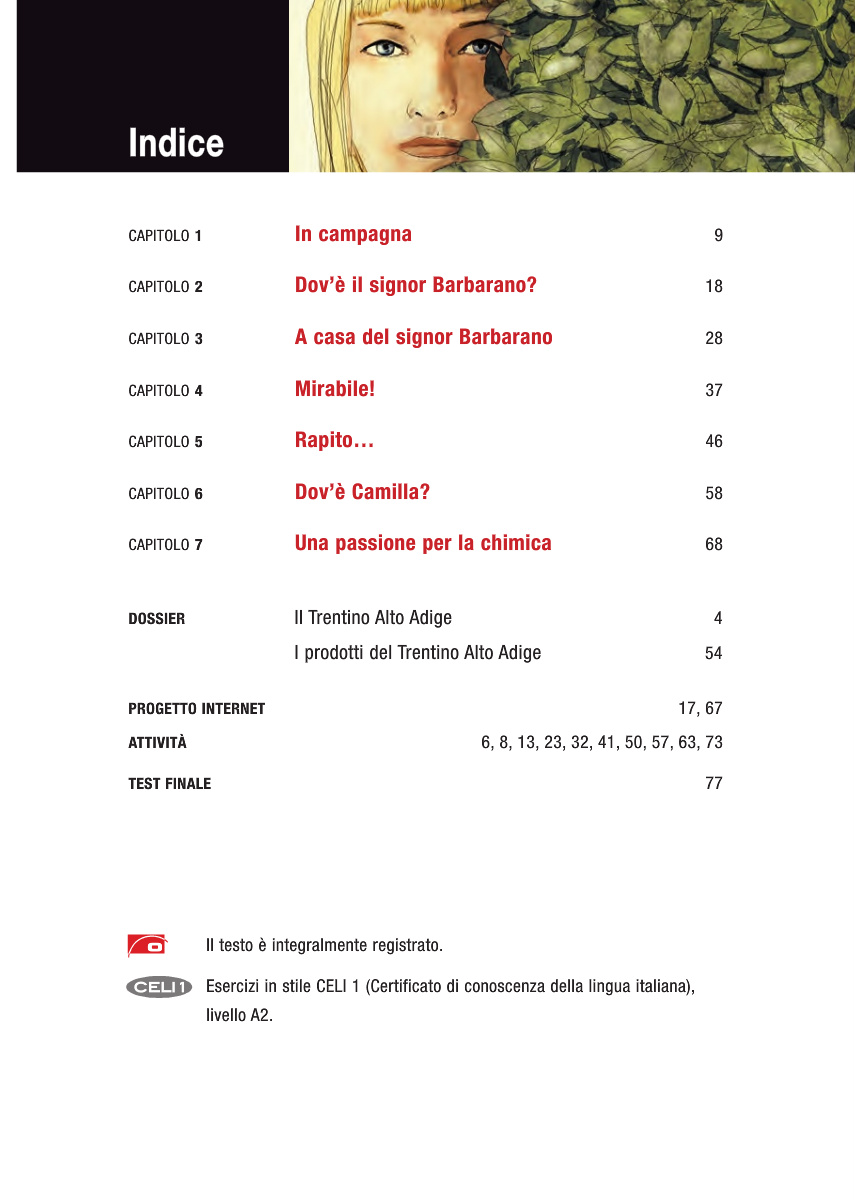 Indice
CAPITOLO 1 In campagna 9
CAPITOLO 2 Dov'è il signor Barbarano? 18
CAPITOLO 3 A casa del signor Barbarano 28
CAPITOLO 4 Mirabile! 37
CAPITOLO 5 Rapito... 46
CAPITOLO 6 Dov'è Camilla? 58
CAPITOLO 7 Una passione per la chimica 68
DOSSIER Il Trentino Alto Adige 4
I prodotti del Trentino Alto Adige 54
PROGETTO INTERNET 17, 67
ATTIVITÀ 6, 8, 13, 23, 32, 41, 50, 57, 63, 73
TEST FINALE 77
Il testo è integralmente registrato.
CELI 1 Esercizi in stile CELI 1 (Certificato di conoscenza della lingua italiana),
livello A2.